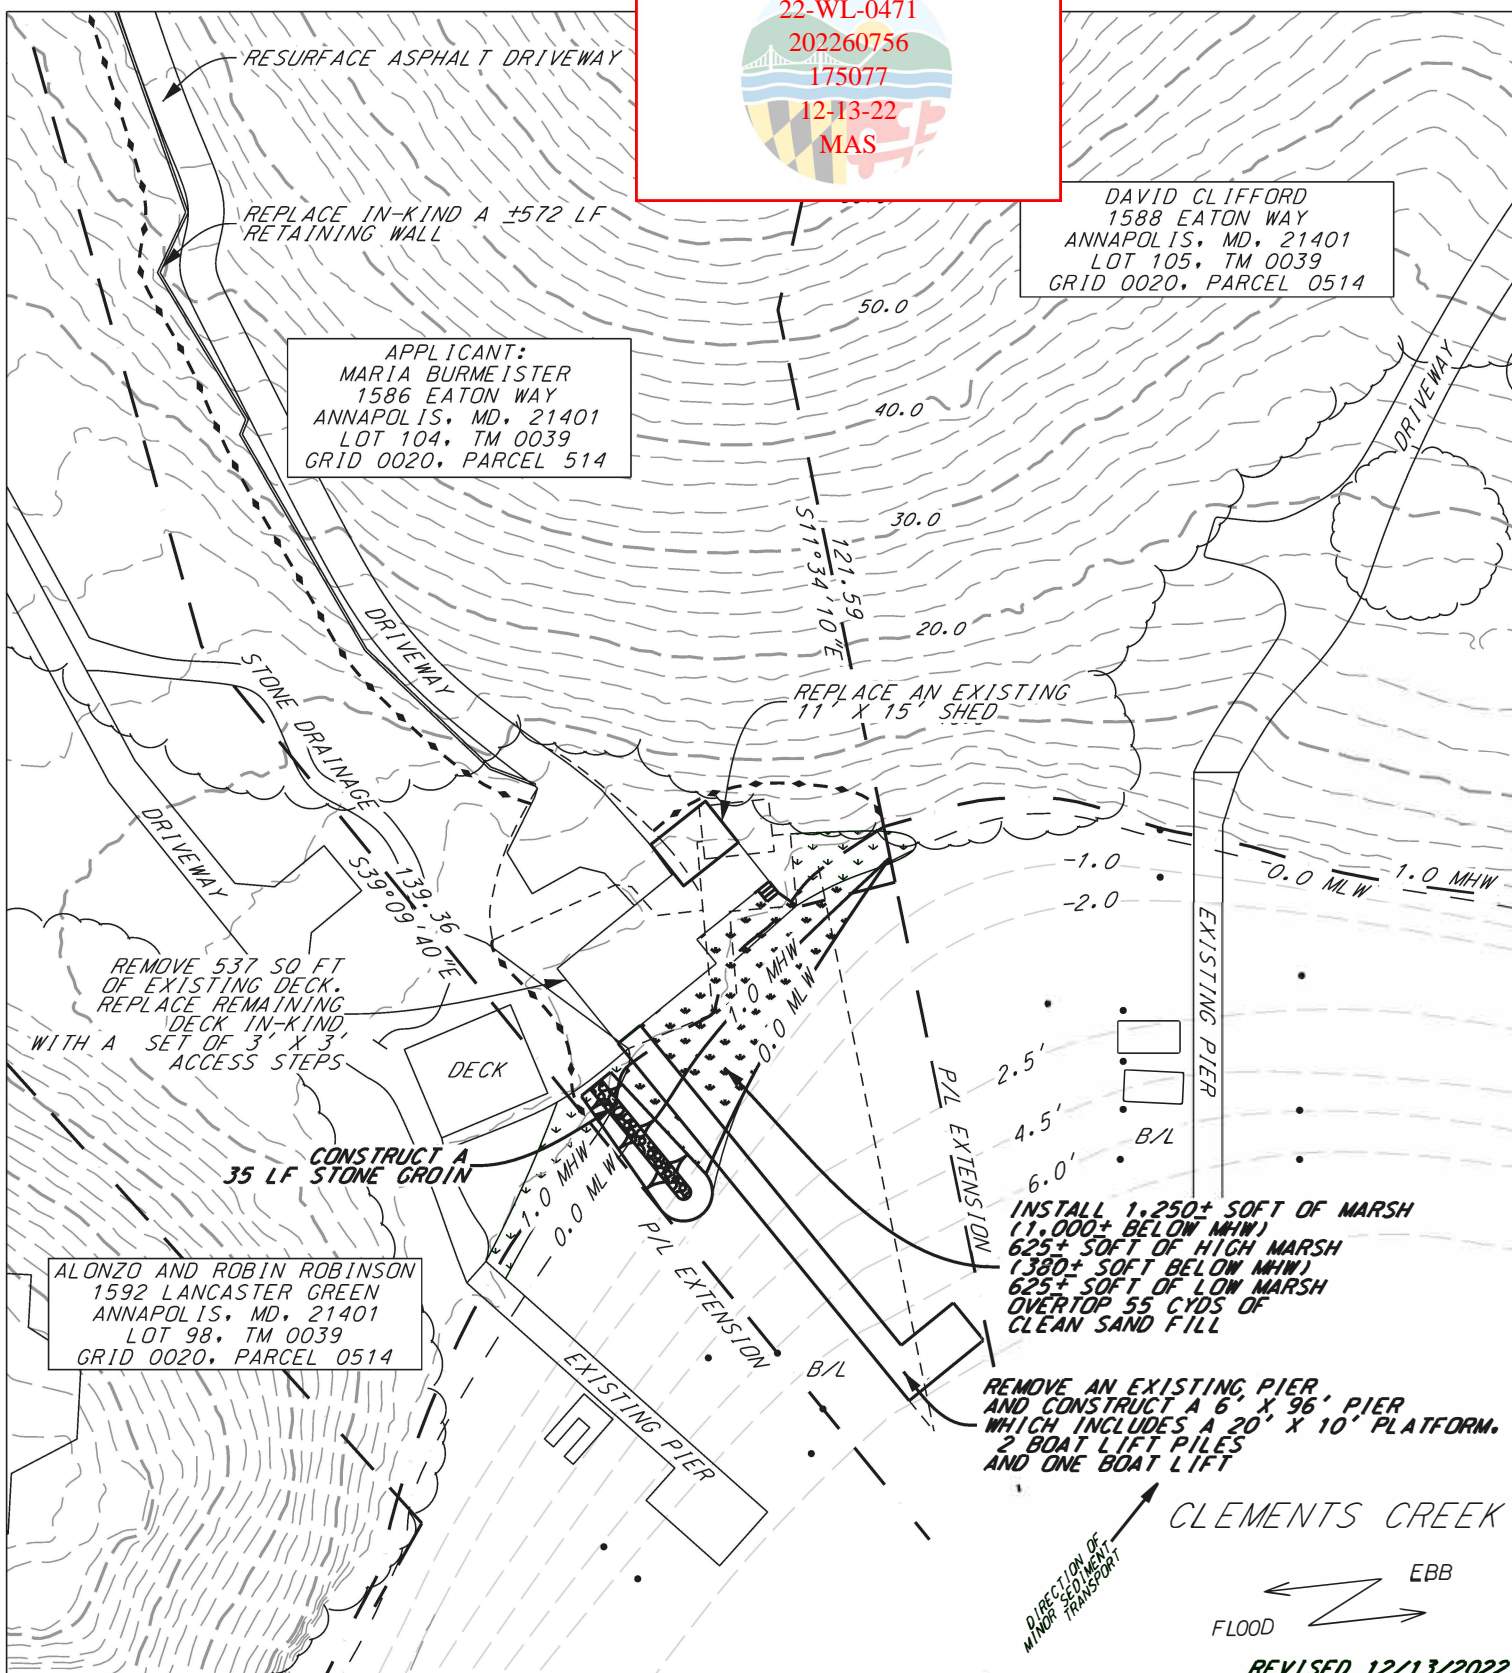 22-WL-0471
202260756
175077
12-13-22
MAS
RESURFACE ASPHALT DRIVEWAY
REPLACE IN-KIND A ±572 LF
RETAINING WALL
DAVID CLIFFORD
1588 EATON WAY
ANNAPOLIS, MD, 21401
LOT 105, TM 0039
GRID 0020, PARCEL 0514
50.0
APPLICANT:
MARIA BURMEISTER
1586 EATON WAY
ANNAPOLIS, MD, 21401
LOT 104, TM 0039
GRID 0020, PARCEL 514
40.0
DRIVEWAY
30.0
121.59
S11°34'10"E
20.0
DRIVEWAY
STONE DRAINAGE
REPLACE AN EXISTING
11' X 15' SHED
DRIVEWAY
139.36
S39°09'40"E
-1.0
-2.0
0.0 MLW
1.0 MHW
EXISTING PIER
REMOVE 537 SQ FT
OF EXISTING DECK.
REPLACE REMAINING
DECK IN-KIND
WITH A SET OF 3' X 3'
ACCESS STEPS
DECK
1.0 MHW
0.0 MLW
2.5'
4.5'
6.0'
B/L
P/L EXTENSION
CONSTRUCT A
35 LF STONE GROIN
1.0 MHW
0.0 MLW
P/L EXTENSION
INSTALL 1,250± SQFT OF MARSH
(1,000± BELOW MHW)
625± SQFT OF HIGH MARSH
(380± SQFT BELOW MHW)
625± SQFT OF LOW MARSH
OVERTOP 55 CYDS OF
CLEAN SAND FILL
ALONZO AND ROBIN ROBINSON
1592 LANCASTER GREEN
ANNAPOLIS, MD, 21401
LOT 98, TM 0039
GRID 0020, PARCEL 0514
EXISTING PIER
B/L
REMOVE AN EXISTING PIER
AND CONSTRUCT A 6' X 96' PIER
WHICH INCLUDES A 20' X 10' PLATFORM,
2 BOAT LIFT PILES
AND ONE BOAT LIFT
CLEMENTS CREEK
DIRECTION OF
MINOR SEDIMENT
TRANSPORT
EBB
FLOOD
REVISED 12/13/2022